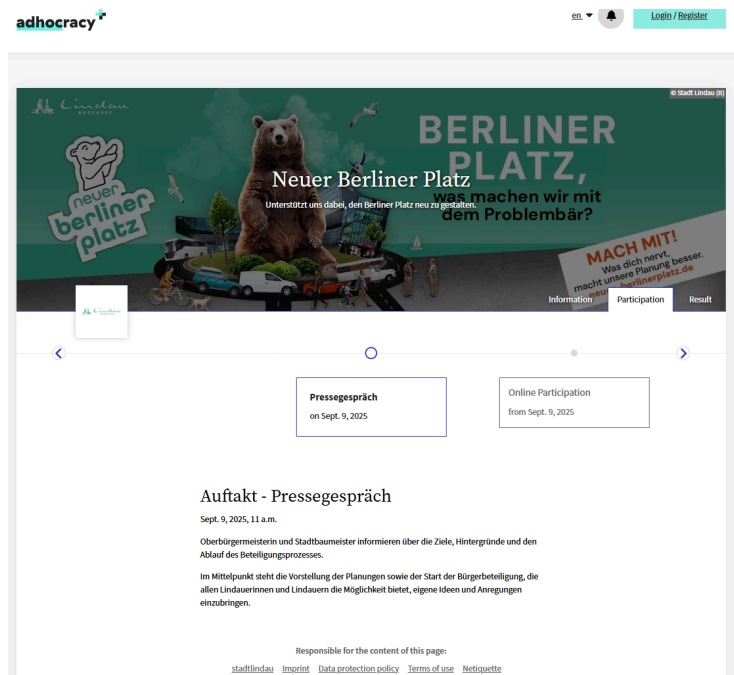 adhocracy+
en
Login / Register
© Stadt Lindau (B)
Lindau
BODENSEE
neuer
berliner
platz
BERLINER
PLATZ,
was machen wir mit
dem Problembär?
Neuer Berliner Platz
Unterstützt uns dabei, den Berliner Platz neu zu gestalten.
MACH MIT!
Was dich nervt,
macht unsere Planung besser.
Information
Participation
Result
Lindau
Pressegespräch
on Sept. 9, 2025
Online Participation
from Sept. 9, 2025
Auftakt - Pressegespräch
Sept. 9, 2025, 11 a.m.
Oberbürgermeisterin und Stadtbaumeister informieren über die Ziele, Hintergründe und den
Ablauf des Beteiligungsprozesses.
Im Mittelpunkt steht die Vorstellung der Planungen sowie der Start der Bürgerbeteiligung, die
allen Lindauerinnen und Lindauern die Möglichkeit bietet, eigene Ideen und Anregungen
einzubringen.
Responsible for the content of this page:
stadtlindau Imprint Data protection policy Terms of use Netiquette